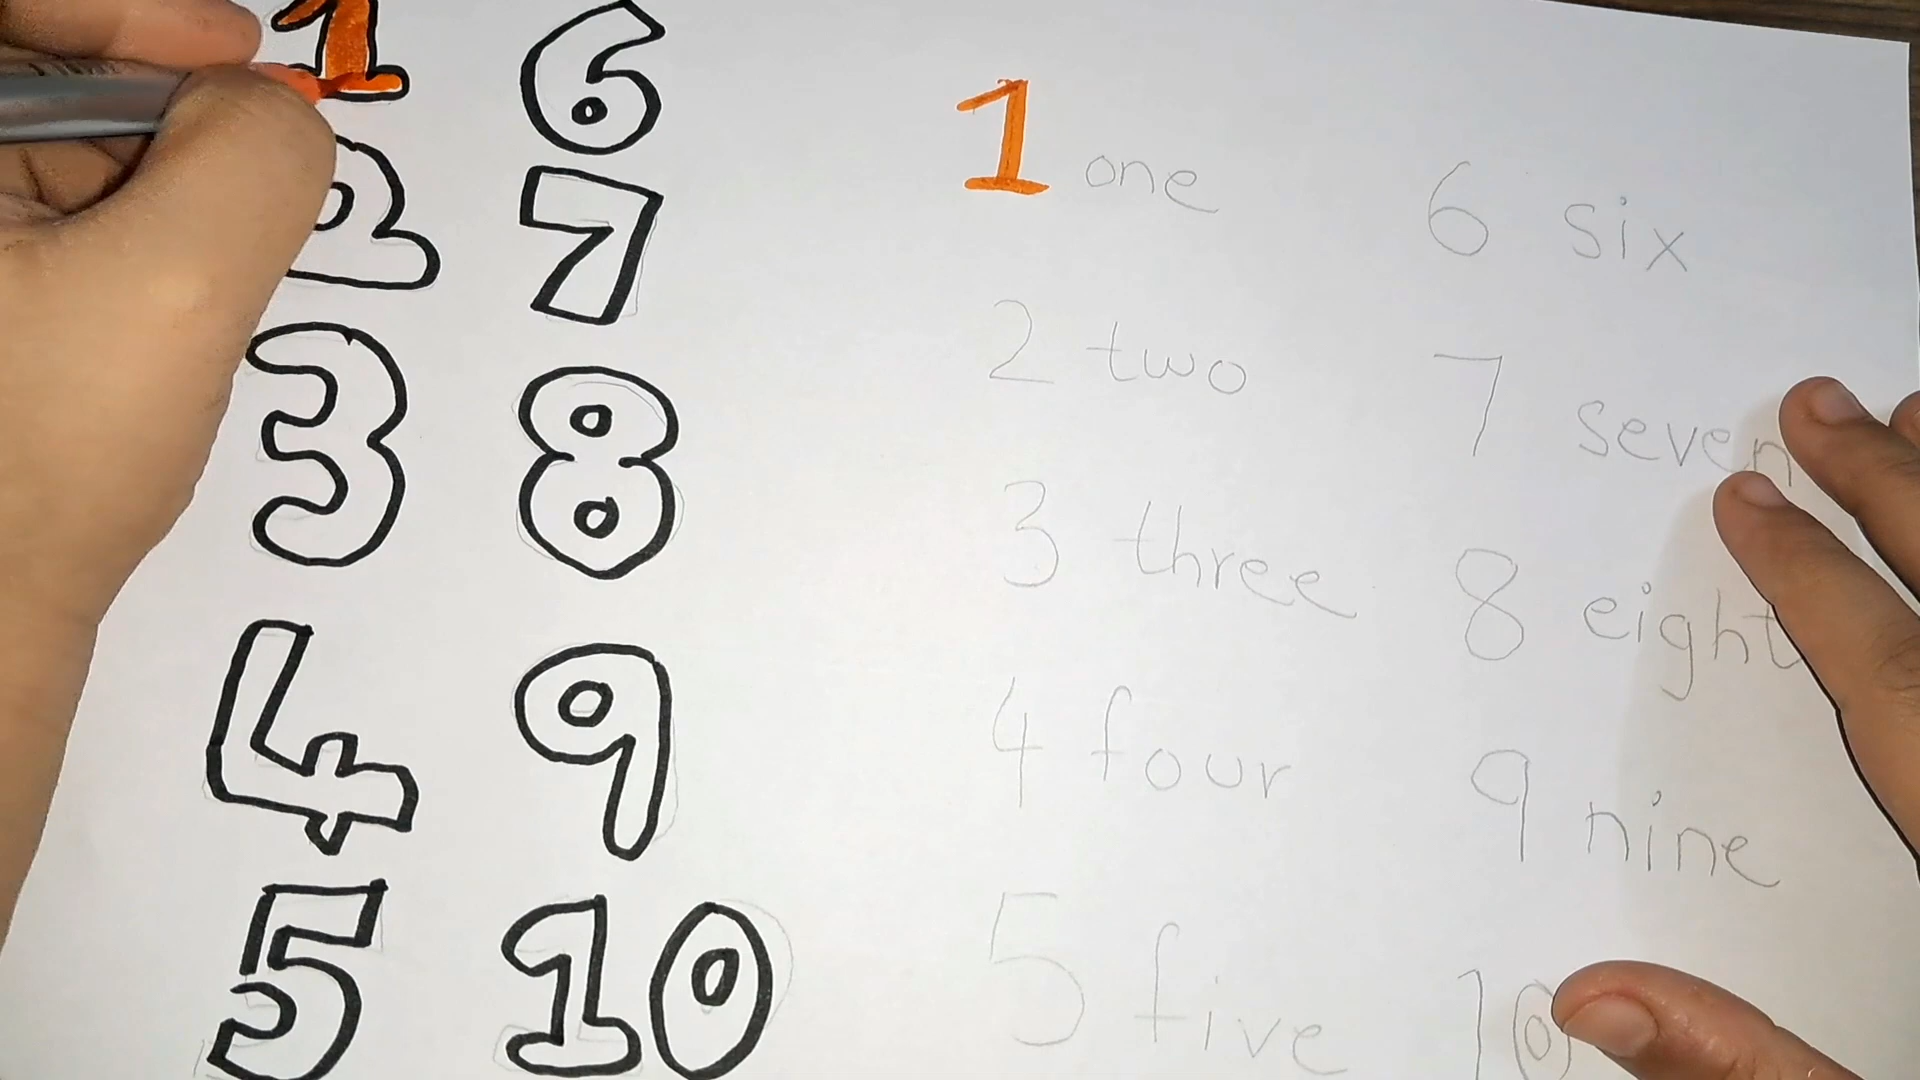 1 6
2 7
3 8
4 9
5 10
1 one
2 two
3 three
4 four
5 five
6 six
7 seven
8 eight
9 nine
10